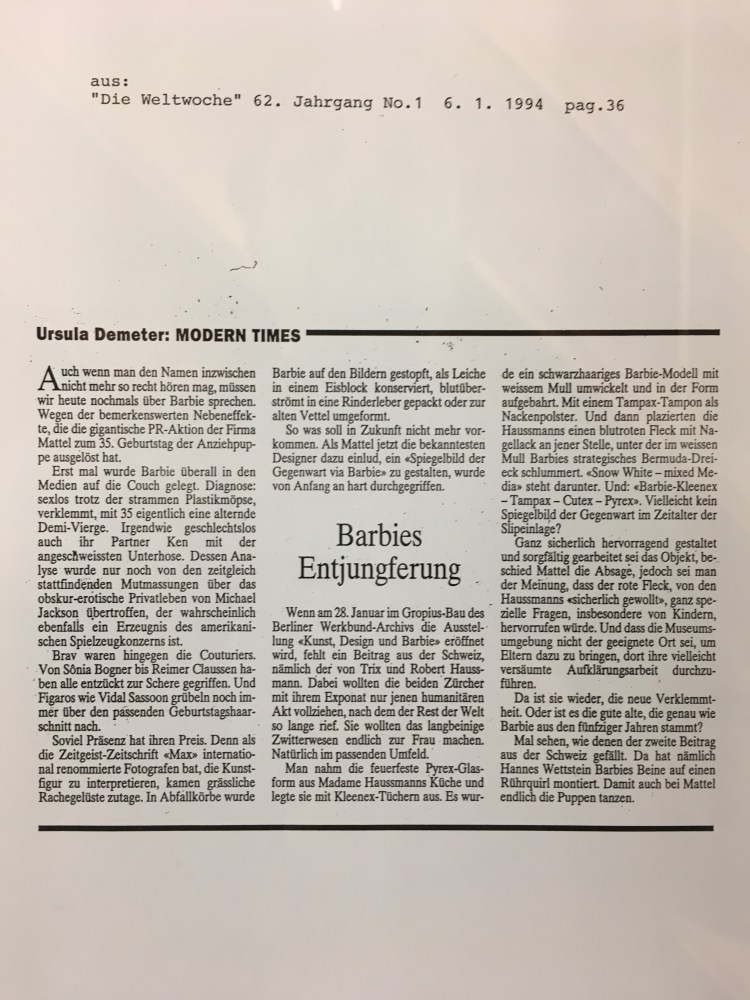 aus:
"Die Weltwoche" 62. Jahrgang No.1 6. 1. 1994 pag.36
Ursula Demeter: MODERN TIMES
Auch wenn man den Namen inzwischen
nicht mehr so recht hören mag, müssen
wir heute nochmals über Barbie sprechen.
Wegen der bemerkenswerten Nebeneffek-
te, die die gigantische PR-Aktion der Firma
Mattel zum 35. Geburtstag der Anziehpup-
pe ausgelöst hat.
Erst mal wurde Barbie überall in den
Medien auf die Couch gelegt. Diagnose:
sexlos trotz der strammen Plastikmöpse,
verklemmt, mit 35 eigentlich eine alternde
Demi-Vierge. Irgendwie geschlechtslos
auch ihr Partner Ken mit der
angeschweissten Unterhose. Dessen Ana-
lyse wurde nur noch von den zeitgleich
stattfindenden Mutmassungen über das
obskur-erotische Privatleben von Michael
Jackson übertroffen, der wahrscheinlich
ebenfalls ein Erzeugnis des amerikani-
schen Spielzeugkonzerns ist.
Brav waren hingegen die Couturiers.
Von Sônia Bogner bis Reimer Claussen ha-
ben alle entzückt zur Schere gegriffen. Und
Figaros wie Vidal Sassoon grübeln noch im-
mer über den passenden Geburtstagshaar-
schnitt nach.
Soviel Präsenz hat ihren Preis. Denn als
die Zeitgeist-Zeitschrift «Max» internatio-
nal renommierte Fotografen bat, die Kunst-
figur zu interpretieren, kamen grässliche
Rachegelüste zutage. In Abfallkörbe wurde
Barbie auf den Bildern gestopft, als Leiche
in einem Eisblock konserviert, blutüber-
strömt in eine Rinderleber gepackt oder zur
alten Vettel umgeformt.
So was soll in Zukunft nicht mehr vor-
kommen. Als Mattel jetzt die bekanntesten
Designer dazu einlud, ein «Spiegelbild der
Gegenwart via Barbie» zu gestalten, wurde
von Anfang an hart durchgegriffen.
Barbies
Entjungferung
Wenn am 28. Januar im Gropius-Bau des
Berliner Werkbund-Archivs die Ausstel-
lung «Kunst, Design und Barbie» eröffnet
wird, fehlt ein Beitrag aus der Schweiz,
nämlich der von Trix und Robert Hauss-
mann. Dabei wollten die beiden Zürcher
mit ihrem Exponat nur jenen humanitären
Akt vollziehen, nach dem der Rest der Welt
so lange rief. Sie wollten das langbeinige
Zwitterwesen endlich zur Frau machen.
Natürlich im passenden Umfeld.
Man nahm die feuerfeste Pyrex-Glas-
form aus Madame Haussmanns Küche und
legte sie mit Kleenex-Tüchern aus. Es wur-
de ein schwarzhaariges Barbie-Modell mit
weissem Mull umwickelt und in der Form
aufgebahrt. Mit einem Tampax-Tampon als
Nackenpolster. Und dann plazierten die
Haussmanns einen blutroten Fleck mit Na-
gellack an jener Stelle, unter der im weissen
Mull Barbies strategisches Bermuda-Drei-
eck schlummert. «Snow White – mixed Me-
dia» steht darunter. Und: «Barbie-Kleenex
– Tampax – Cutex – Pyrex». Vielleicht kein
Spiegelbild der Gegenwart im Zeitalter der
Slipeinlage?
Ganz sicherlich hervorragend gestaltet
und sorgfältig gearbeitet sei das Objekt, be-
schied Mattel die Absage, jedoch sei man
der Meinung, dass der rote Fleck, von den
Haussmanns «sicherlich gewollt», ganz spe-
zielle Fragen, insbesondere von Kindern,
hervorrufen würde. Und dass die Museums-
umgebung nicht der geeignete Ort sei, um
Eltern dazu zu bringen, dort ihre vielleicht
versäumte Aufklärungsarbeit durchzu-
führen.
Da ist sie wieder, die neue Verklemmt-
heit. Oder ist es die gute alte, die genau wie
Barbie aus den fünfziger Jahren stammt?
Mal sehen, wie denen der zweite Beitrag
aus der Schweiz gefällt. Da hat nämlich
Hannes Wettstein Barbies Beine auf einen
Rührquirl montiert. Damit auch bei Mattel
endlich die Puppen tanzen.